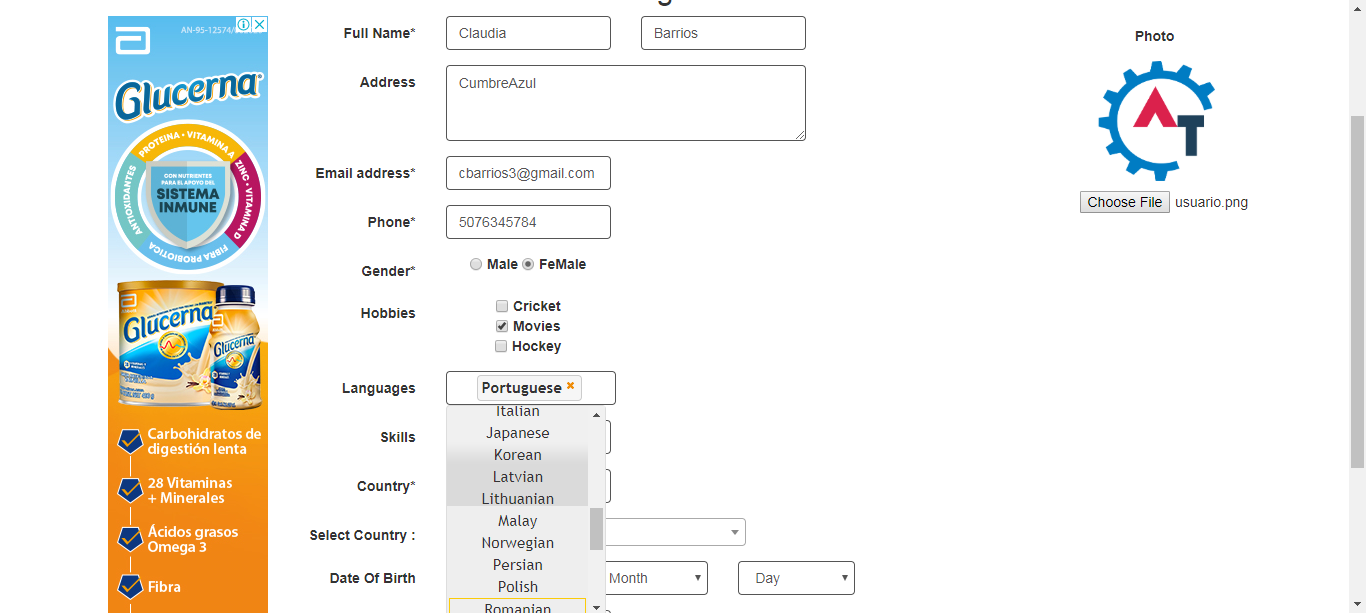 AN-95-12574/
Glucerna
PROTEINA • VITAMINA A
ZINC • VITAMINA D
FIBRA PROBIOTICA
ANTIOXIDANTES
CON NUTRIENTES
PARA EL APOYO DEL
SISTEMA
INMUNE
Glucerna
Glucerna
Carbohidratos de
digestión lenta
28 Vitaminas
+ Minerales
Ácidos grasos
Omega 3
Fibra
Full Name* Claudia Barrios
Address CumbreAzul
Email address* cbarrios3@gmail.com
Phone* 5076345784
Gender* Male FeMale
Hobbies Cricket
Movies
Hockey
Languages Portuguese
Italian
Japanese
Korean
Latvian
Lithuanian
Malay
Norwegian
Persian
Polish
Romanian
Skills
Country*
Select Country :
Date Of Birth Month Day
Photo
AT
Choose File usuario.png